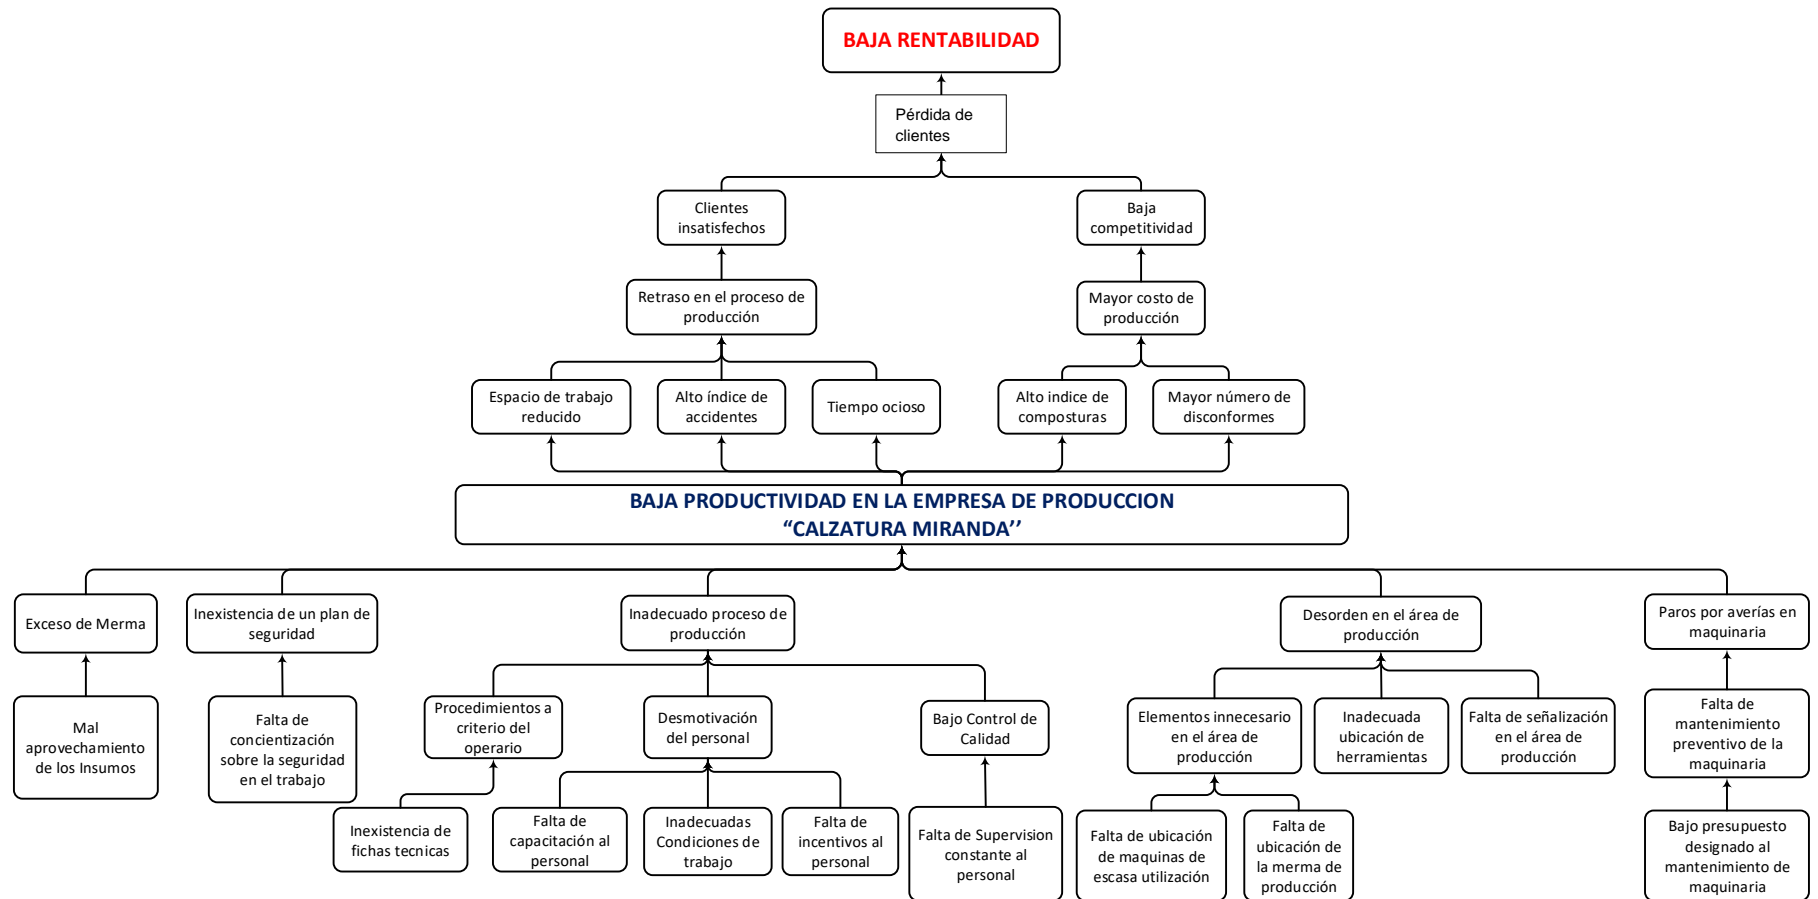 BAJA RENTABILIDAD
Pérdida de
clientes
Clientes
insatisfechos
Baja
competitividad
Retraso en el proceso de
producción
Mayor costo de
producción
Espacio de trabajo
reducido
Alto índice de
accidentes
Tiempo ocioso
Alto indice de
composturas
Mayor número de
disconformes
BAJA PRODUCTIVIDAD EN LA EMPRESA DE PRODUCCION
“CALZATURA MIRANDA’’
Exceso de Merma
Inexistencia de un plan de
seguridad
Inadecuado proceso de
producción
Desorden en el área de
producción
Paros por averías en
maquinaria
Mal
aprovechamiento
de los Insumos
Falta de
concientización
sobre la seguridad
en el trabajo
Procedimientos a
criterio del
operario
Desmotivación
del personal
Bajo Control de
Calidad
Elementos innecesario
en el área de
producción
Inadecuada
ubicación de
herramientas
Falta de señalización
en el área de
producción
Falta de
mantenimiento
preventivo de la
maquinaria
Inexistencia de
fichas tecnicas
Falta de
capacitación al
personal
Inadecuadas
Condiciones de
trabajo
Falta de
incentivos al
personal
Falta de Supervision
constante al
personal
Falta de ubicación
de maquinas de
escasa utilización
Falta de
ubicación de
la merma de
producción
Bajo presupuesto
designado al
mantenimiento de
maquinaria